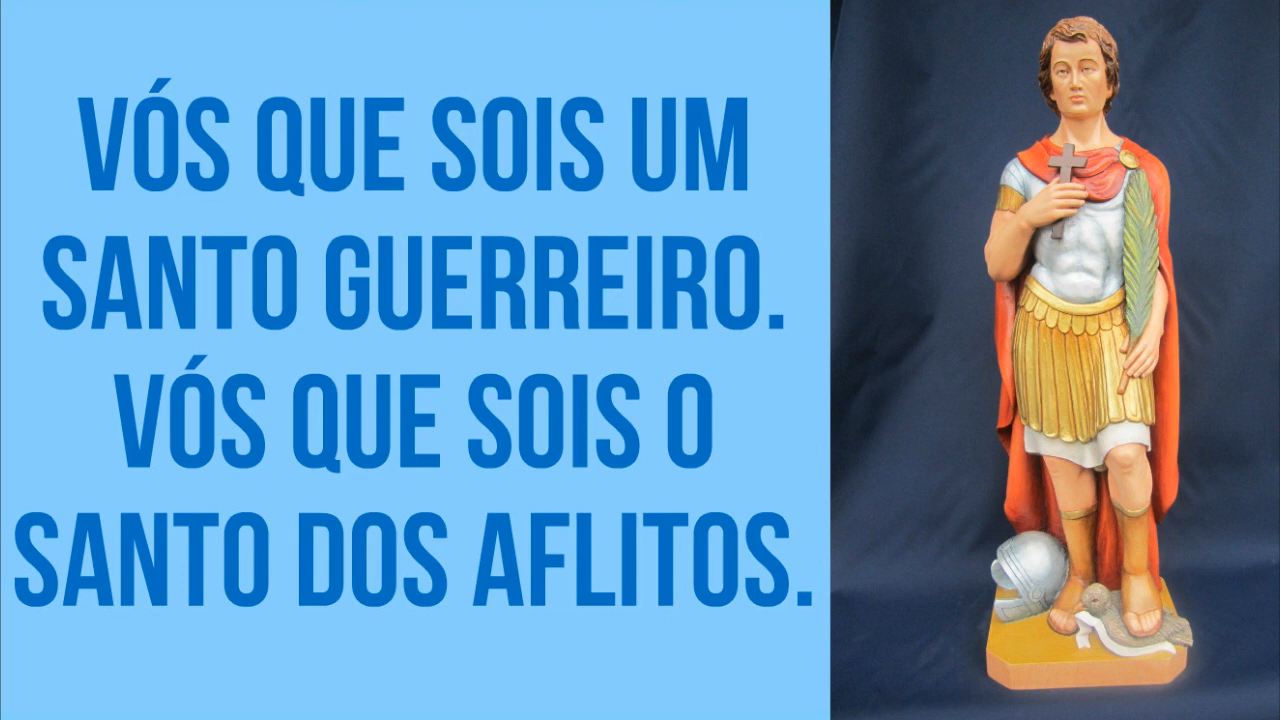 VÓS QUE SOIS UM
SANTO GUERREIRO.
VÓS QUE SOIS O
SANTO DOS AFLITOS.